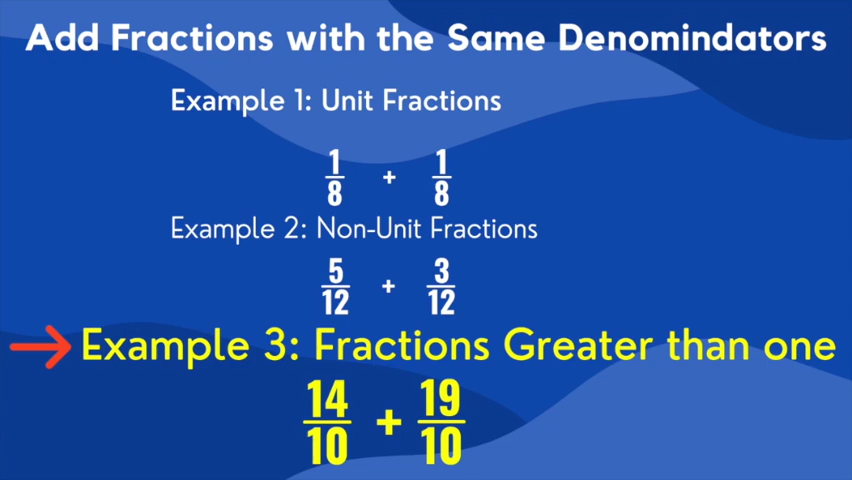 Add Fractions with the Same Denomindators
Example 1: Unit Fractions
1/8 + 1/8
Example 2: Non-Unit Fractions
5/12 + 3/12
Example 3: Fractions Greater than one
14/10 + 19/10